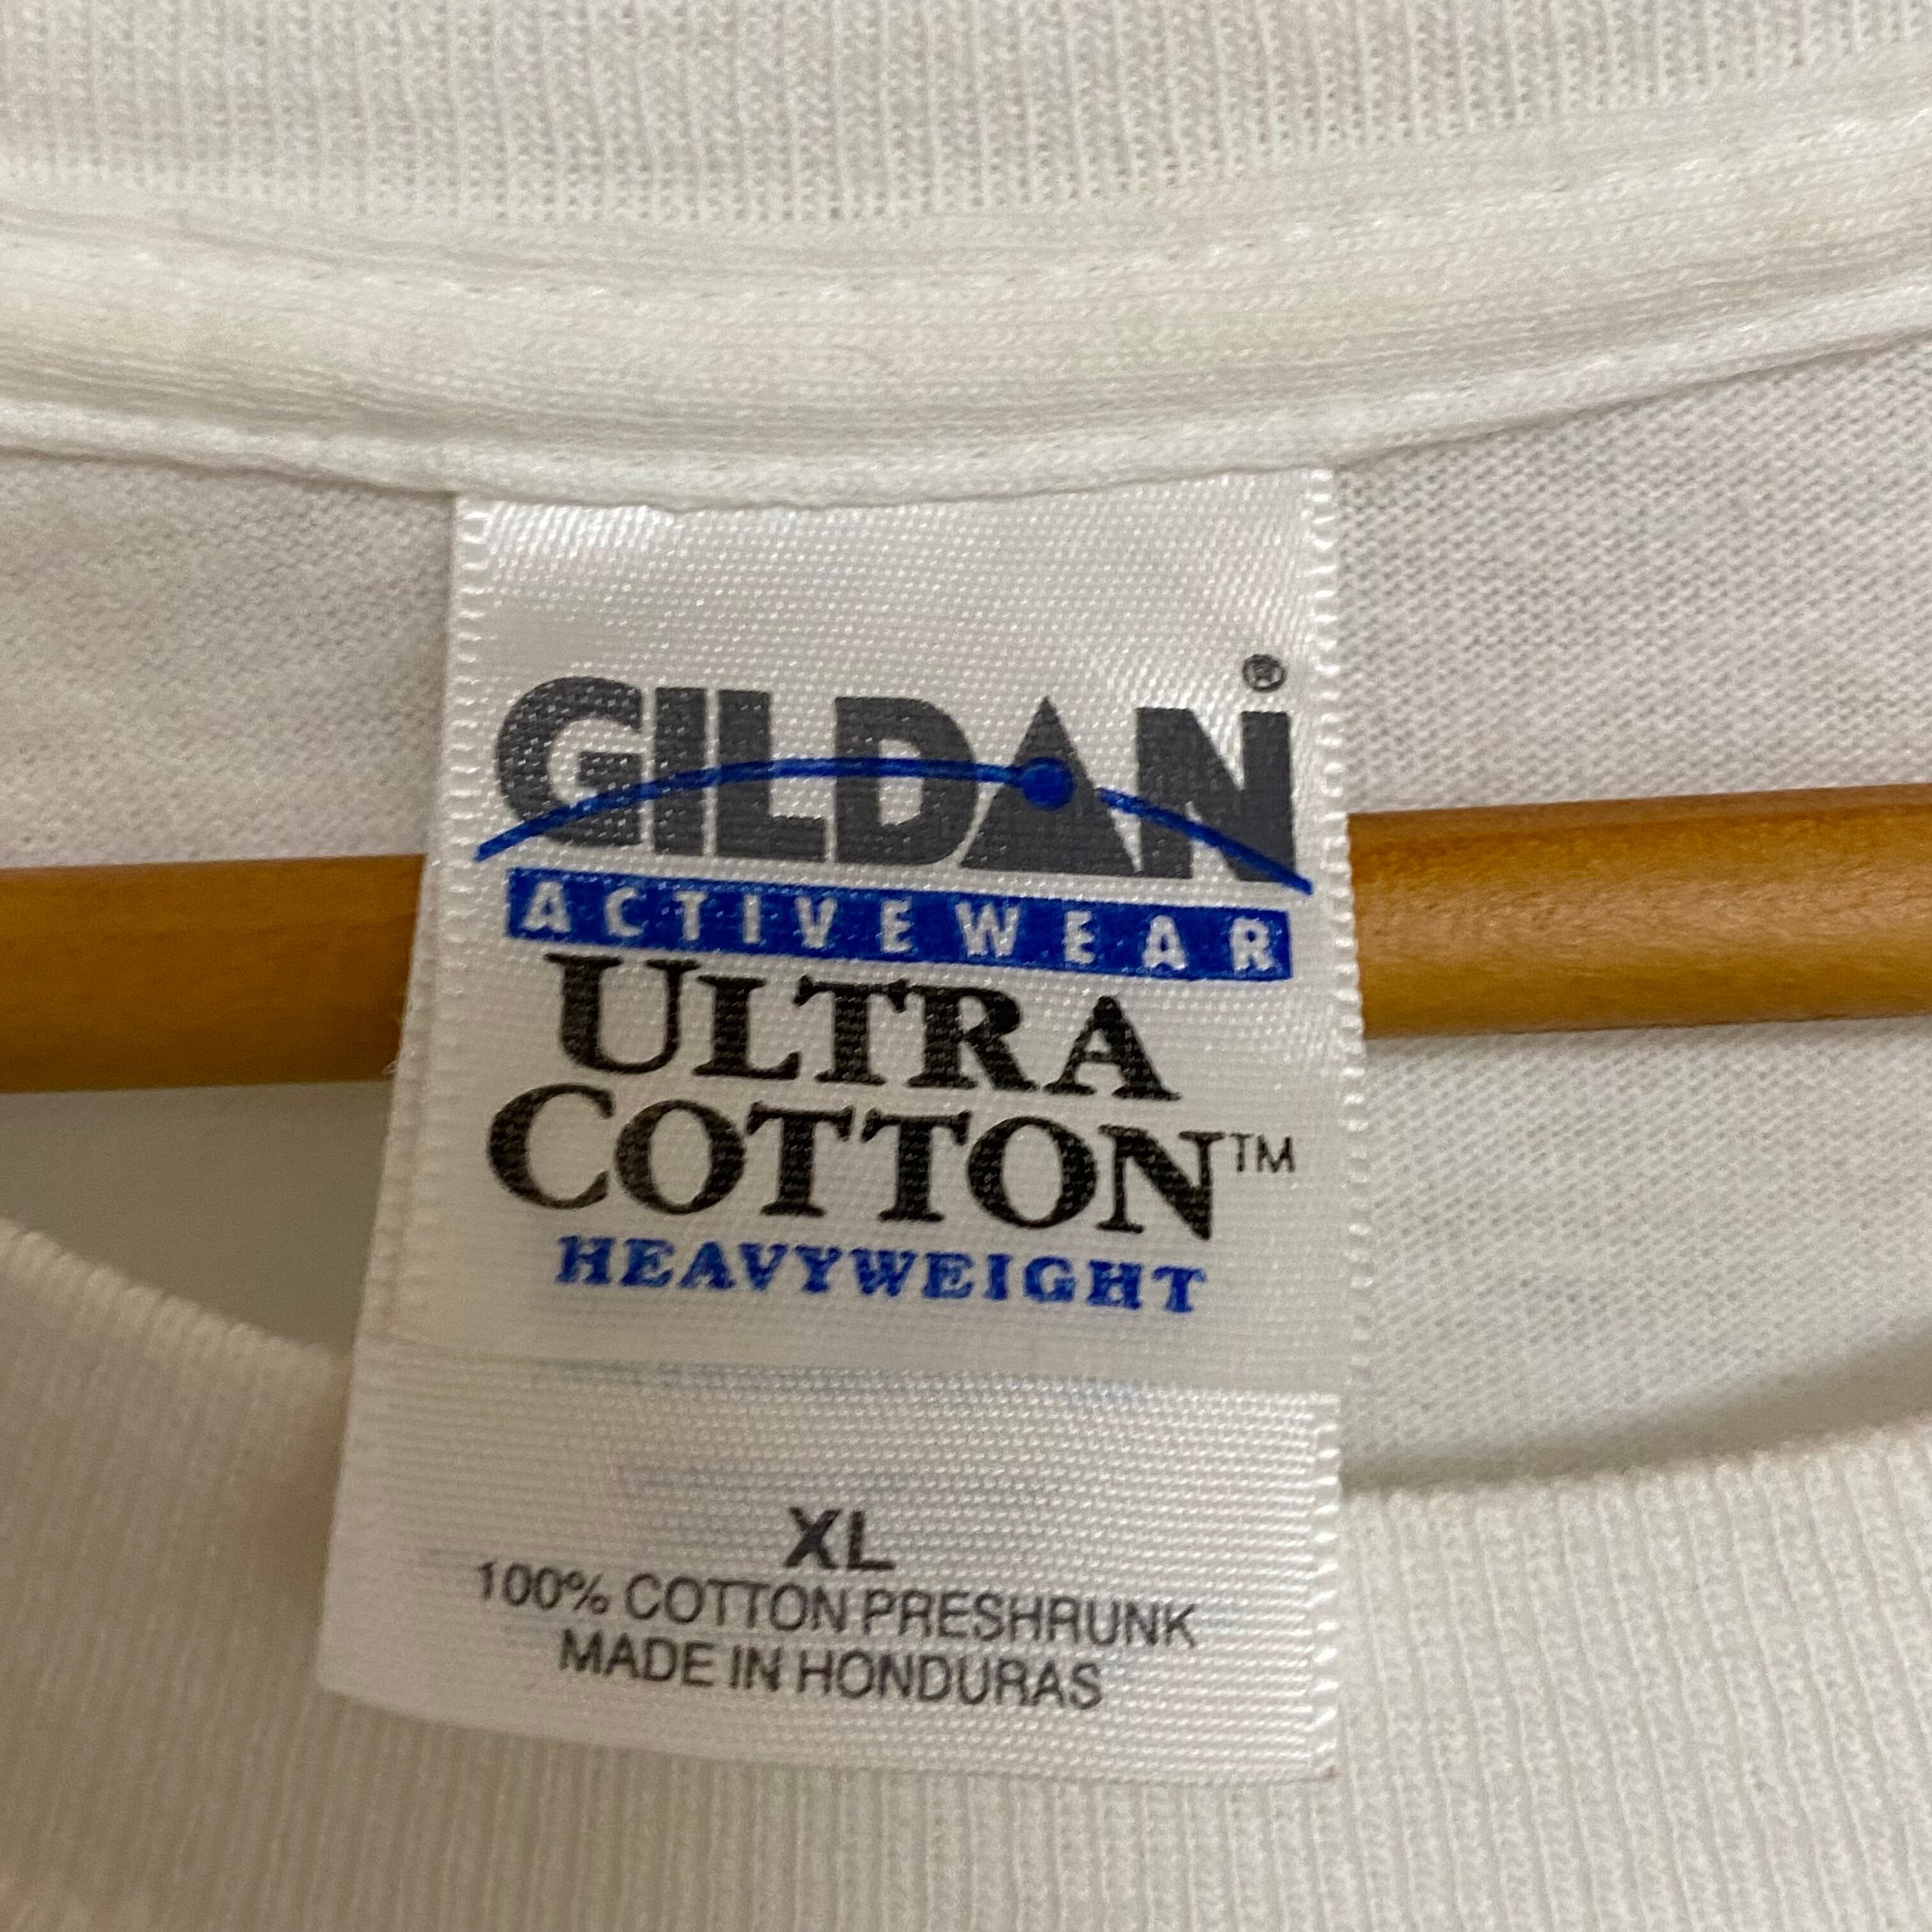 GILDAN®
ACTIVEWEAR
ULTRA
COTTON™
HEAVYWEIGHT
XL
100% COTTON PRESHRUNK
MADE IN HONDURAS